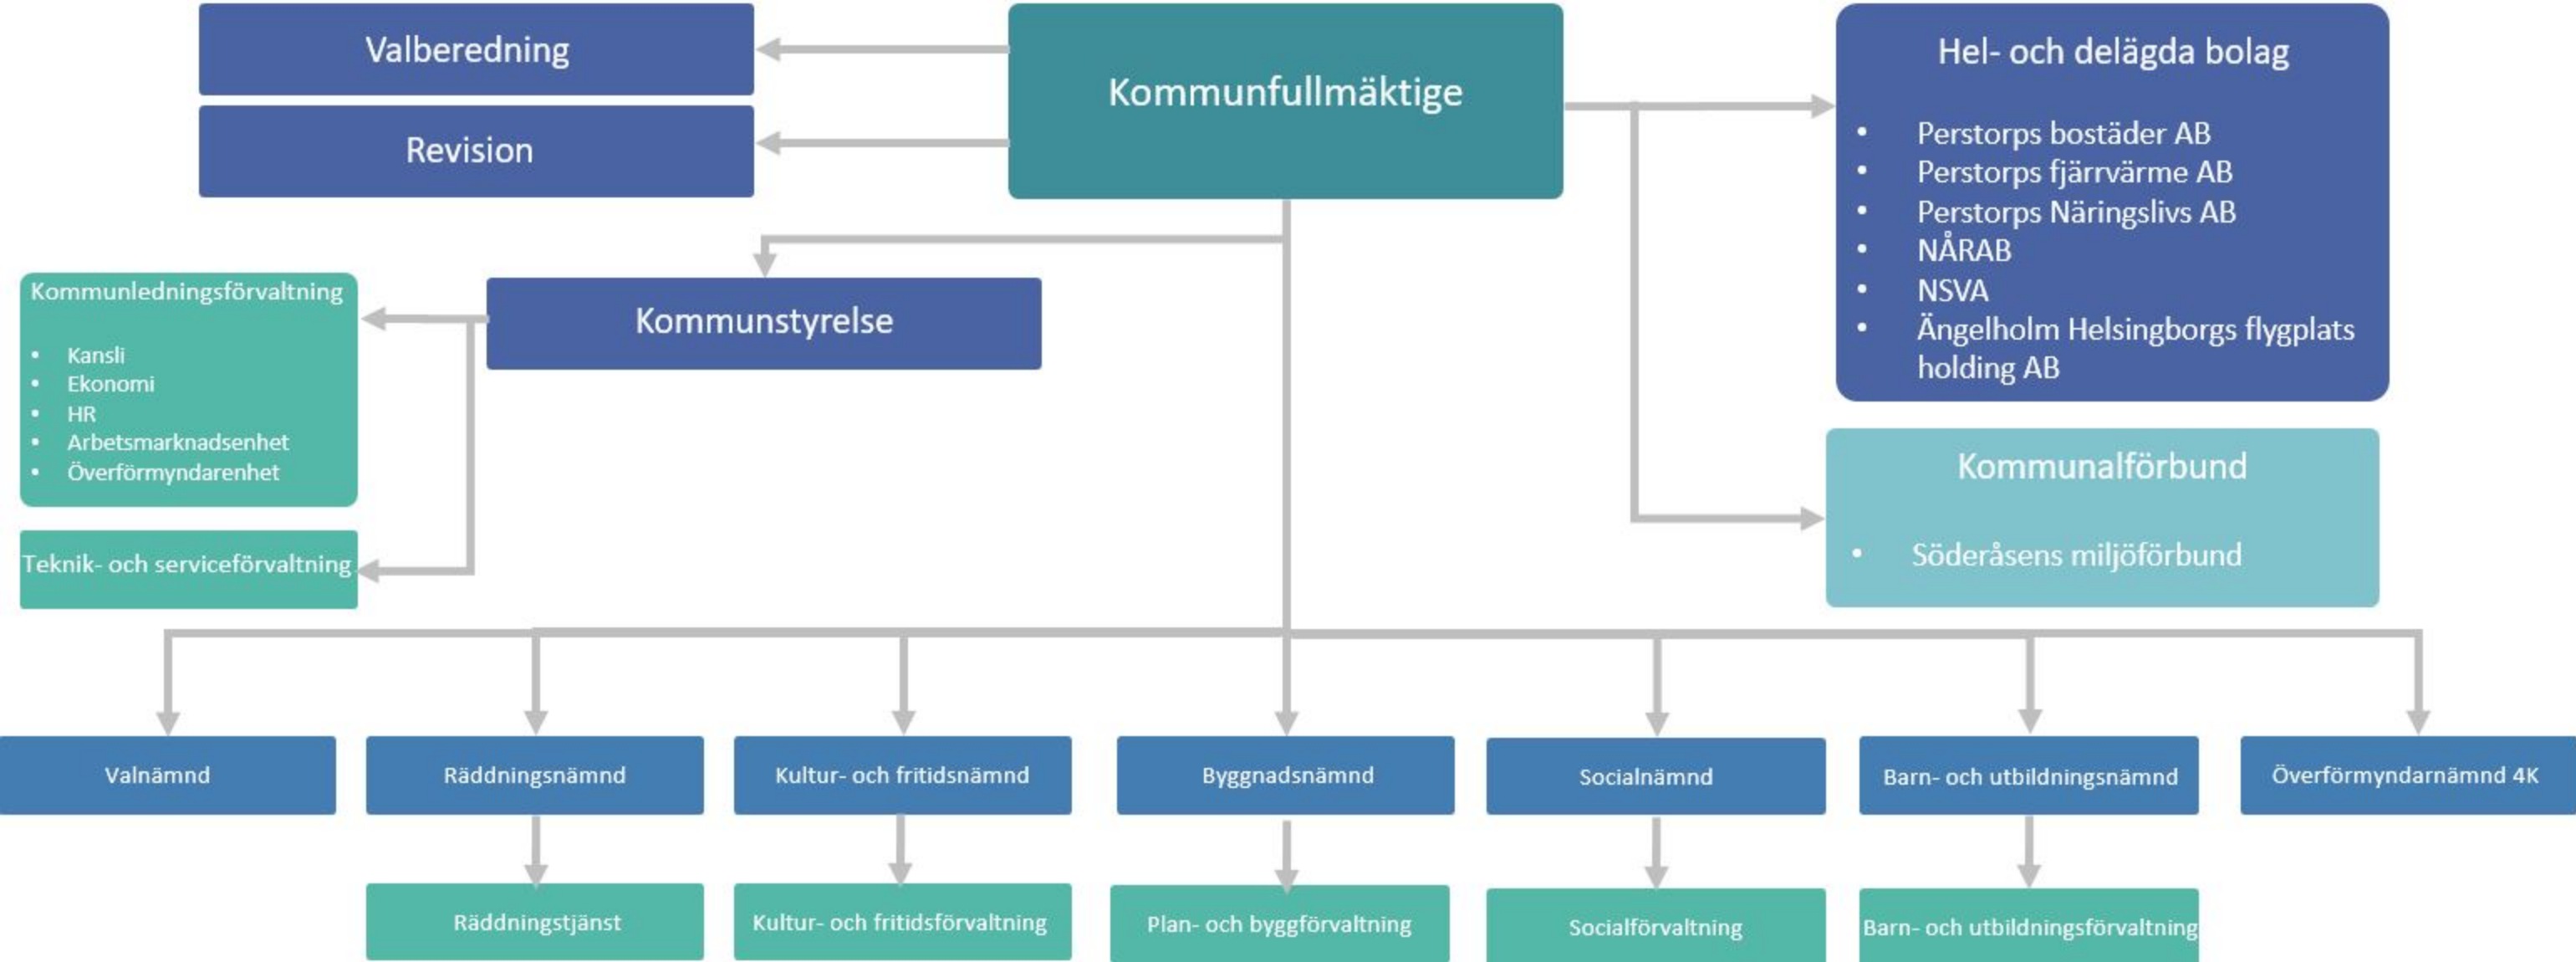 Valberedning
Revision
Kommunfullmäktige
Hel- och delägda bolag
• Perstorps bostäder AB
• Perstorps fjärrvärme AB
• Perstorps Näringslivs AB
• NÅRAB
• NSVA
• Ängelholm Helsingborgs flygplats
holding AB
Kommunledningsförvaltning
• Kansli
• Ekonomi
• HR
• Arbetsmarknadsenhet
• Överförmyndarenhet
Kommunstyrelse
Kommunalförbund
• Söderåsens miljöförbund
Teknik- och serviceförvaltning
Valnämnd
Räddningsnämnd
Kultur- och fritidsnämnd
Byggnadsnämnd
Socialnämnd
Barn- och utbildningsnämnd
Överförmyndarnämnd 4K
Räddningstjänst
Kultur- och fritidsförvaltning
Plan- och byggförvaltning
Socialförvaltning
Barn- och utbildningsförvaltning